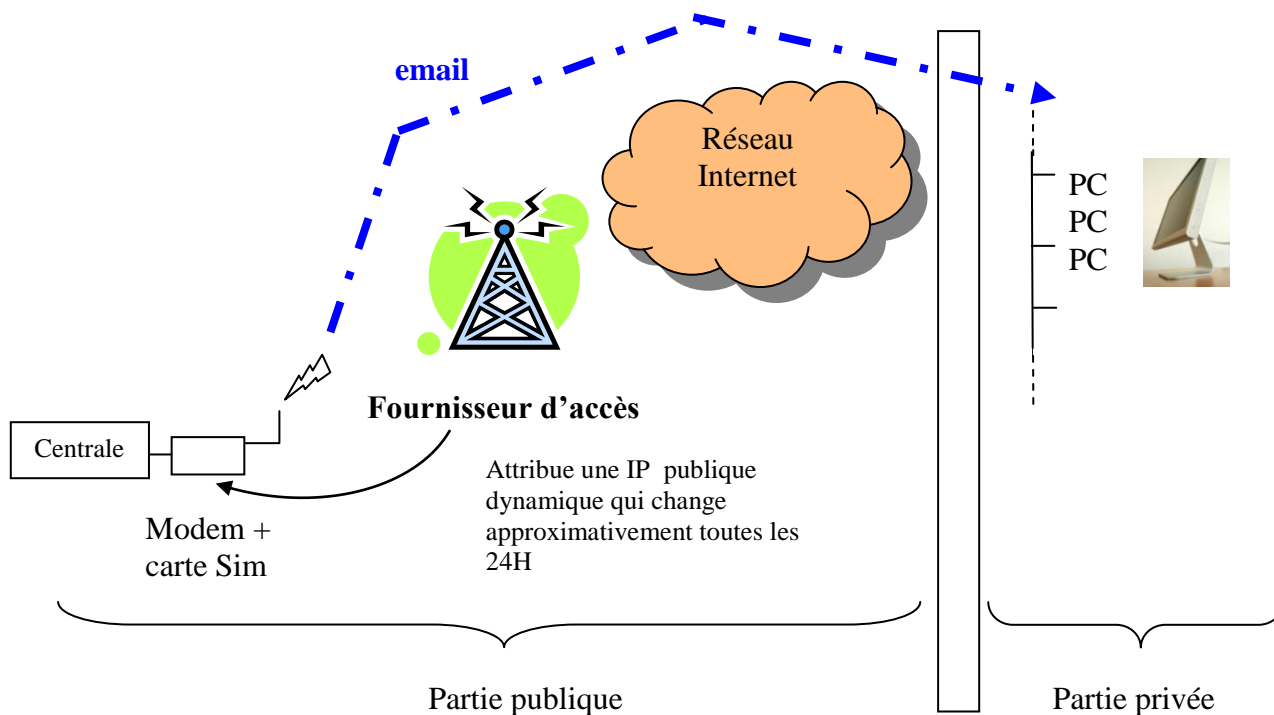 email
Réseau
Internet
PC
PC
PC
Fournisseur d'accès
Centrale
Attribue une IP publique
dynamique qui change
approximativement toutes les
24H
Modem +
carte Sim
Partie publique
Partie privée